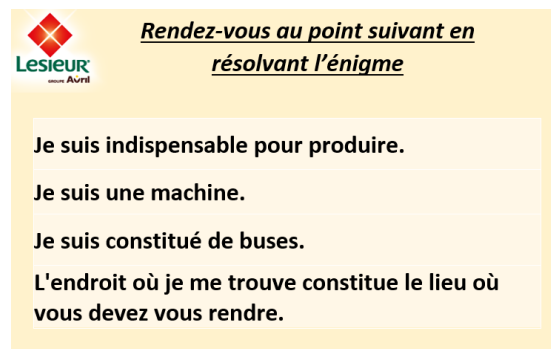 Rendez-vous au point suivant en
résolvant l'énigme
LESIEUR
GROUPE Avril
Je suis indispensable pour produire.
Je suis une machine.
Je suis constitué de buses.
L'endroit où je me trouve constitue le lieu où
vous devez vous rendre.